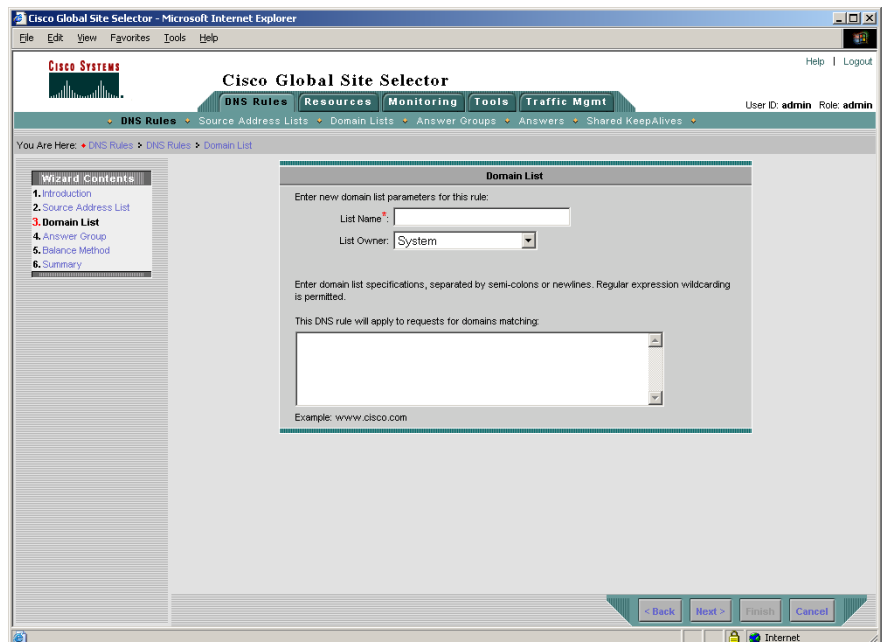 Cisco Global Site Selector - Microsoft Internet Explorer
File Edit View Favorites Tools Help
CISCO SYSTEMS
Help | Logout
Cisco Global Site Selector
DNS Rules Resources Monitoring Tools Traffic Mgmt
User ID: admin Role: admin
DNS Rules Source Address Lists Domain Lists Answer Groups Answers Shared KeepAlives
You Are Here: DNS Rules DNS Rules Domain List
Wizard Contents
1. Introduction
2. Source Address List
3. Domain List
4. Answer Group
5. Balance Method
6. Summary
Domain List
Enter new domain list parameters for this rule:
List Name*:
List Owner: System
Enter domain list specifications, separated by semi-colons or newlines. Regular expression wildcarding
is permitted.
This DNS rule will apply to requests for domains matching:
Example: www.cisco.com
< Back Next > Finish Cancel
Internet